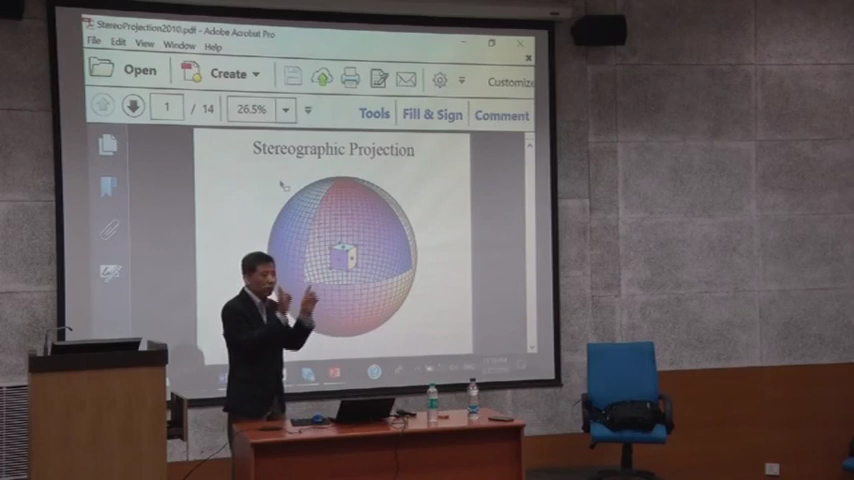 StereoProjection2010.pdf - Adobe Acrobat Pro
File Edit View Window Help
Open Create Customize
1 / 14 26.5% Tools Fill & Sign Comment
Stereographic Projection